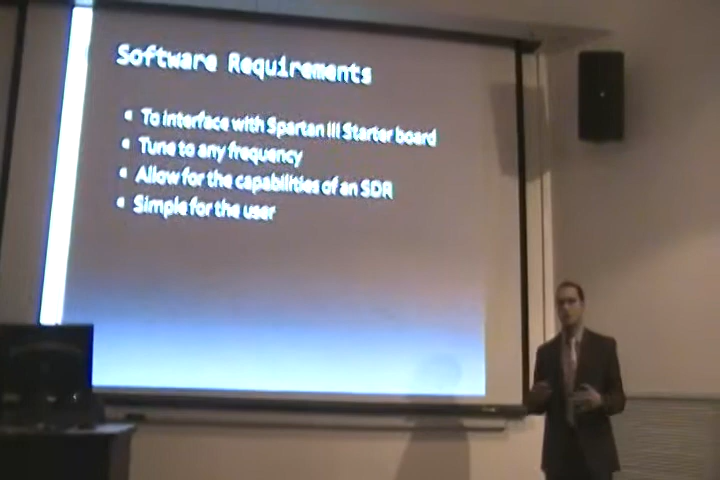 Software Requirements
To interface with Spartan III Starter board
Tune to any frequency
Allow for the capabilities of an SDR
Simple for the user